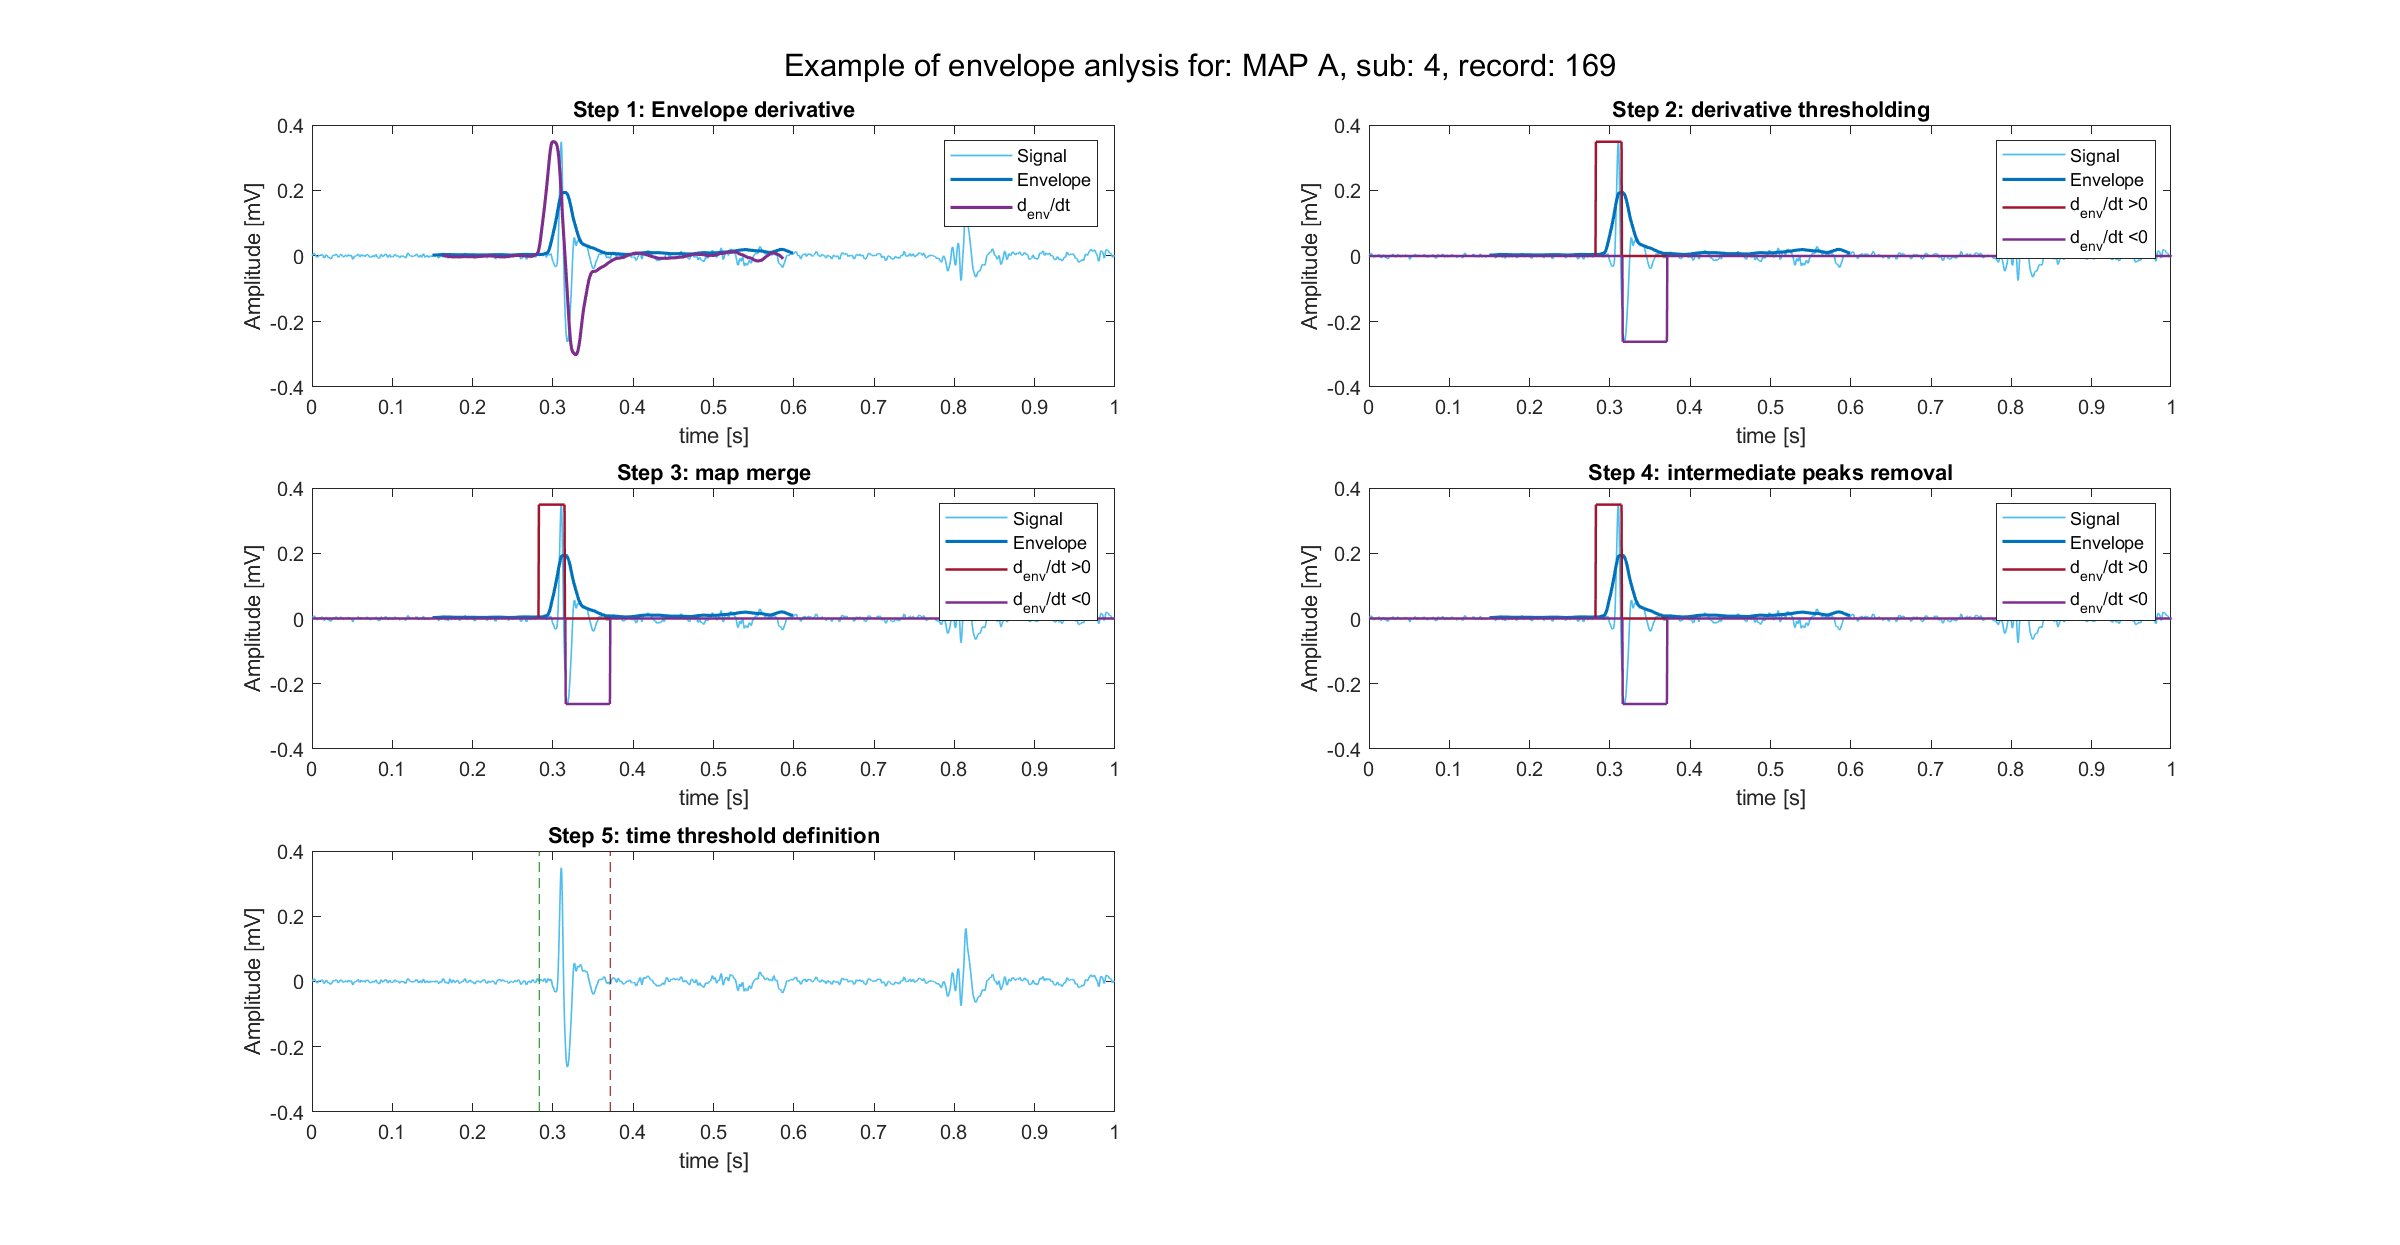 Example of envelope anlysis for: MAP A, sub: 4, record: 169
Step 1: Envelope derivative
0.4
0.2
0
-0.2
-0.4
Amplitude [mV]
Signal
Envelope
d_env/dt
0 0.1 0.2 0.3 0.4 0.5 0.6 0.7 0.8 0.9 1
time [s]
Step 2: derivative thresholding
0.4
0.2
0
-0.2
-0.4
Amplitude [mV]
Signal
Envelope
d_env/dt >0
d_env/dt <0
0 0.1 0.2 0.3 0.4 0.5 0.6 0.7 0.8 0.9 1
time [s]
Step 3: map merge
0.4
0.2
0
-0.2
-0.4
Amplitude [mV]
Signal
Envelope
d_env/dt >0
d_env/dt <0
0 0.1 0.2 0.3 0.4 0.5 0.6 0.7 0.8 0.9 1
time [s]
Step 4: intermediate peaks removal
0.4
0.2
0
-0.2
-0.4
Amplitude [mV]
Signal
Envelope
d_env/dt >0
d_env/dt <0
0 0.1 0.2 0.3 0.4 0.5 0.6 0.7 0.8 0.9 1
time [s]
Step 5: time threshold definition
0.4
0.2
0
-0.2
-0.4
Amplitude [mV]
0 0.1 0.2 0.3 0.4 0.5 0.6 0.7 0.8 0.9 1
time [s]